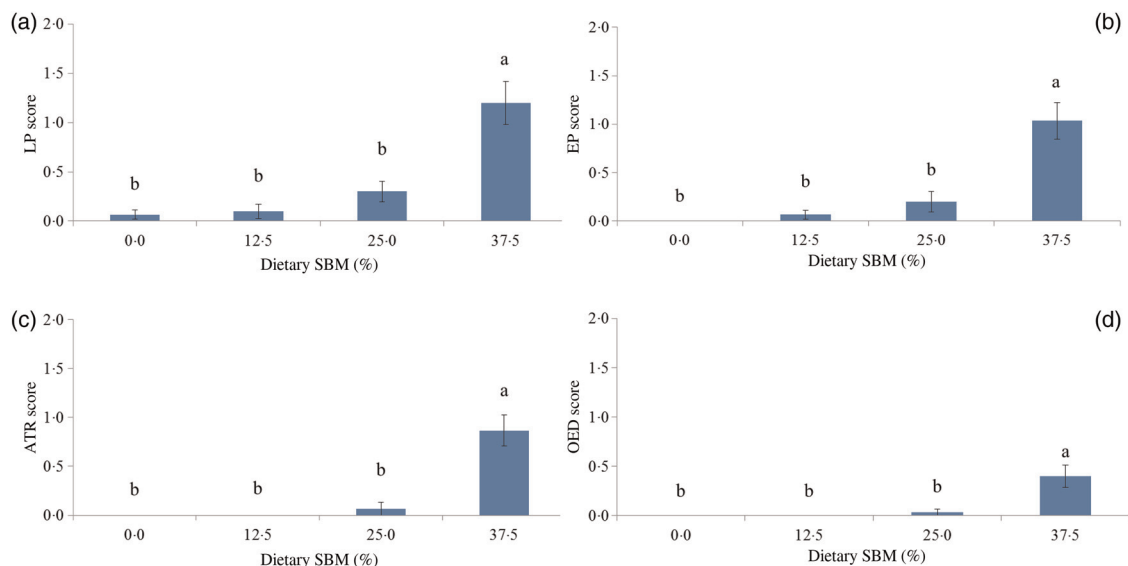 (a)
2·0
1·5
1·0
0·5
0·0
LP score
b
b
b
a
0·0 12·5 25·0 37·5
Dietary SBM (%)
(b)
2·0
1·5
1·0
0·5
0·0
EP score
b
b
b
a
0·0 12·5 25·0 37·5
Dietary SBM (%)
(c)
2·0
1·5
1·0
0·5
0·0
ATR score
b
b
b
a
0·0 12·5 25·0 37·5
Dietary SBM (%)
(d)
2·0
1·5
1·0
0·5
0·0
OED score
b
b
b
a
0·0 12·5 25·0 37·5
Dietary SBM (%)